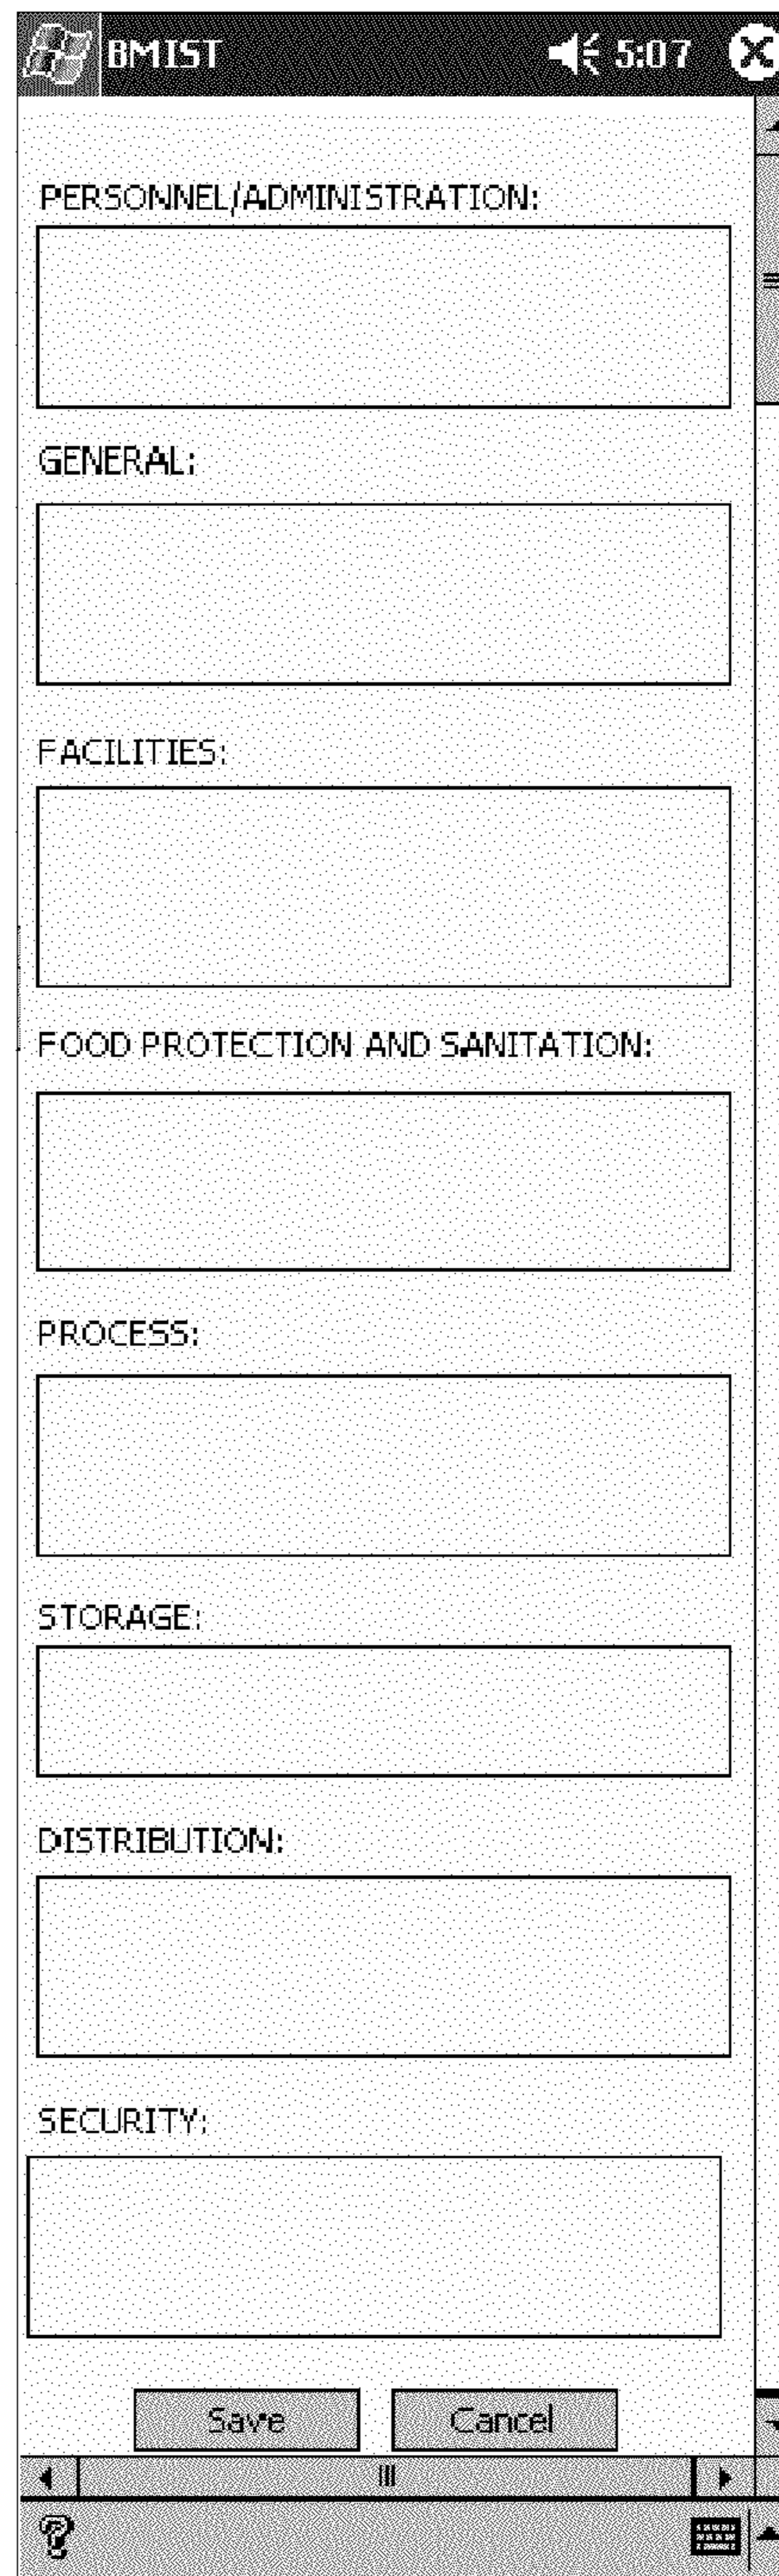 BMIST 5:07
PERSONNEL/ADMINISTRATION:
GENERAL:
FACILITIES:
FOOD PROTECTION AND SANITATION:
PROCESS:
STORAGE:
DISTRIBUTION:
SECURITY:
Save Cancel